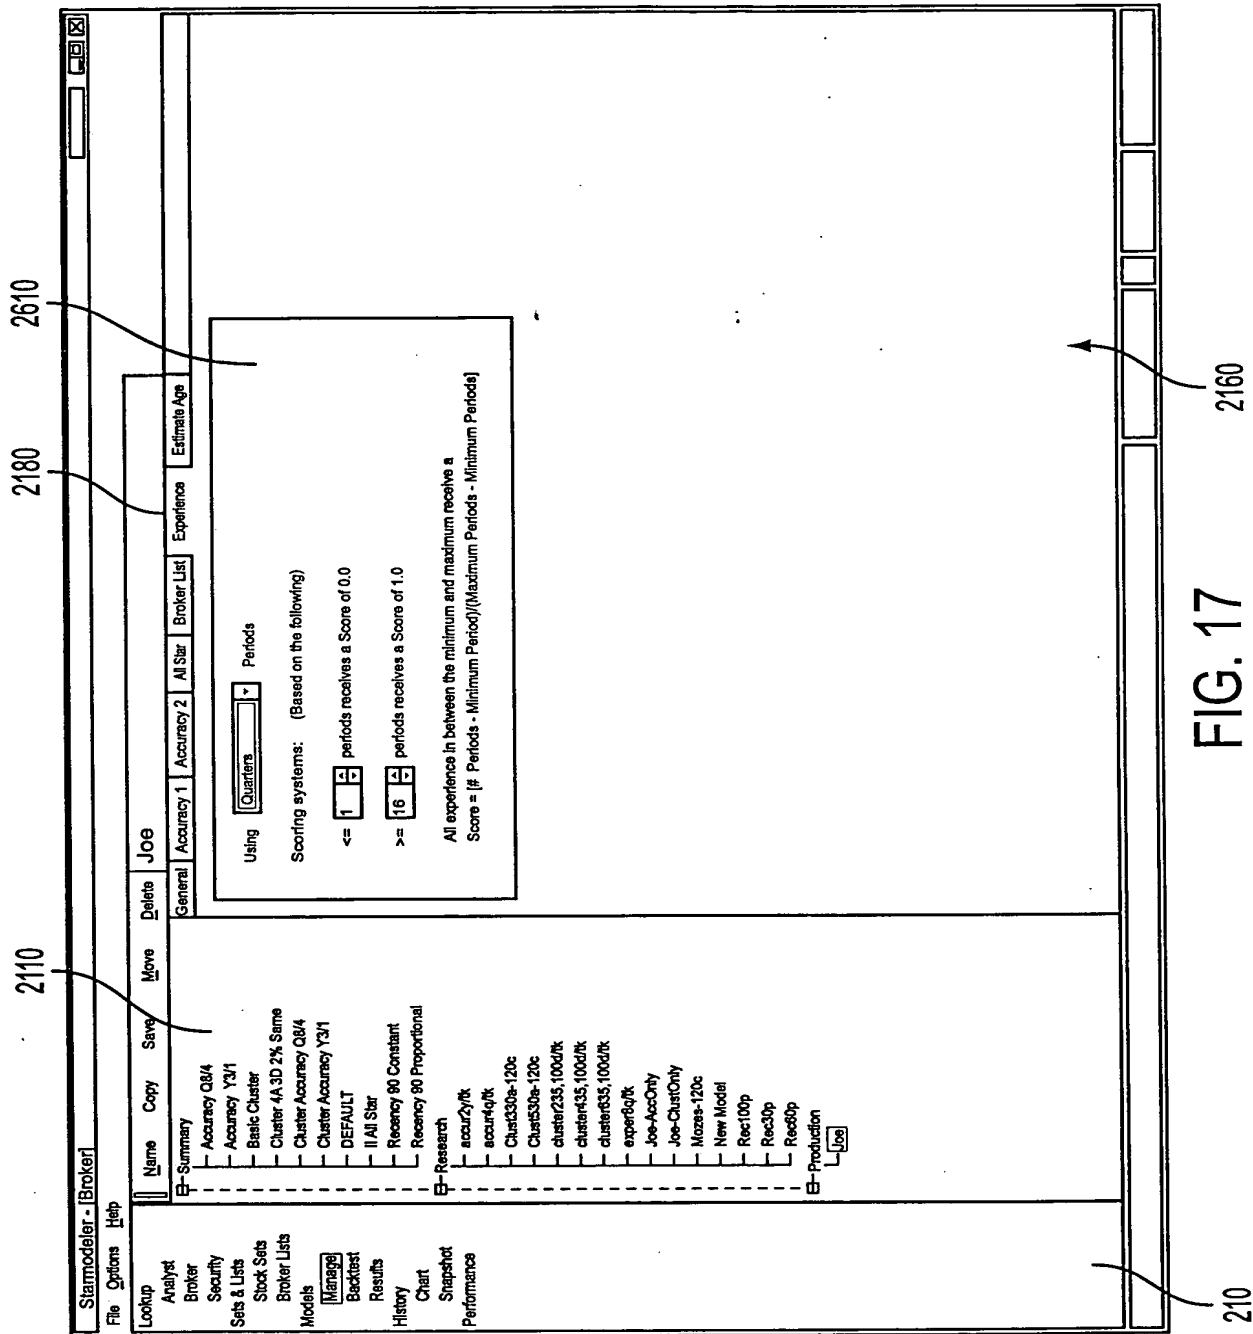 Starmodeler - [Broker]
File Options Help
Lookup
Analyst
Broker
Security
Sets & Lists
Stock Sets
Broker Lists
Models
Manage
Backtest
Results
History
Chart
Snapshot
Performance
Name Copy Save Move Delete Joe
Summary
Accuracy Q8/4
Accuracy Y3/1
Basic Cluster
Cluster 4A 3D 2% Same
Cluster Accuracy Q8/4
Cluster Accuracy Y3/1
DEFAULT
II All Star
Recency 90 Constant
Recency 90 Proportional
Research
accur2y/tk
accur4q/tk
Clust330a-120c
Clust530a-120c
cluster235,100d/tk
cluster435,100d/tk
cluster635,100d/tk
exper8q/tk
Joe-AccOnly
Joe-ClustOnly
Mozes-120c
New Model
Rec100p
Rec30p
Rec60p
Production
Joe
General Accuracy 1 Accuracy 2 All Star Broker List Experience Estimate Age
Using Quarters Periods
Scoring systems: (Based on the following)
<= 1 periods receives a Score of 0.0
>= 16 periods receives a Score of 1.0
All experience in between the minimum and maximum receive a
Score = [# Periods - Minimum Period)/(Maximum Periods - Minimum Periods]
2110
2180
2610
210
2160
FIG. 17